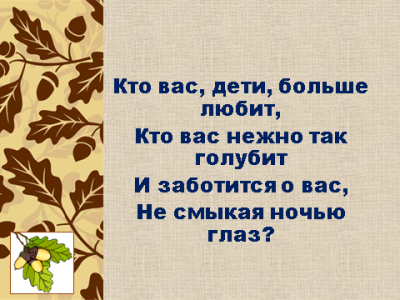 Кто вас, дети, больше
любит,
Кто вас нежно так
голубит
И заботится о вас,
Не смыкая ночью
глаз?